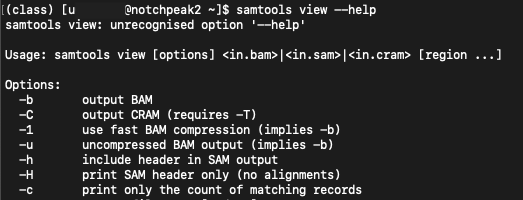 (class) [u @notchpeak2 ~]$ samtools view --help
samtools view: unrecognised option '--help'
Usage: samtools view [options] <in.bam>|<in.sam>|<in.cram> [region ...]
Options:
-b output BAM
-C output CRAM (requires -T)
-1 use fast BAM compression (implies -b)
-u uncompressed BAM output (implies -b)
-h include header in SAM output
-H print SAM header only (no alignments)
-c print only the count of matching records